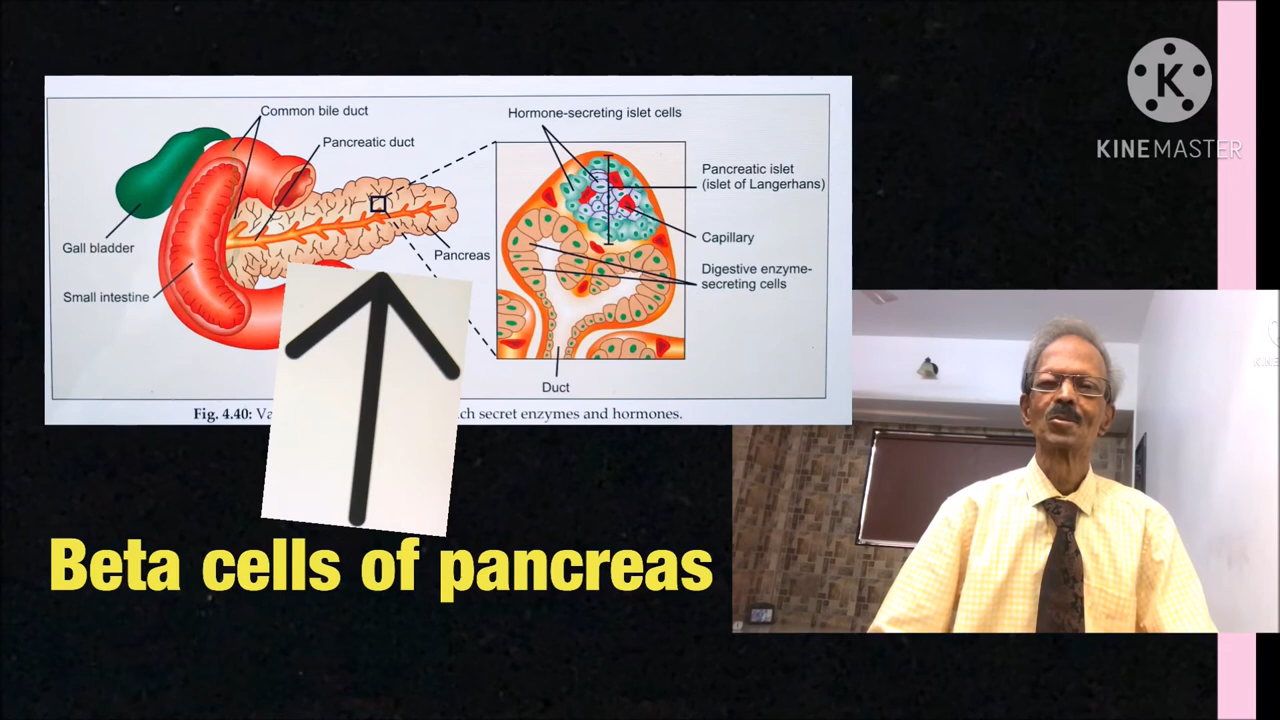 Common bile duct
Pancreatic duct
Gall bladder
Small intestine
Pancreas
Hormone-secreting islet cells
Pancreatic islet
(islet of Langerhans)
Capillary
Digestive enzyme-
secreting cells
Duct
Fig. 4.40: Va ch secret enzymes and hormones.
Beta cells of pancreas
K
KINEMASTER